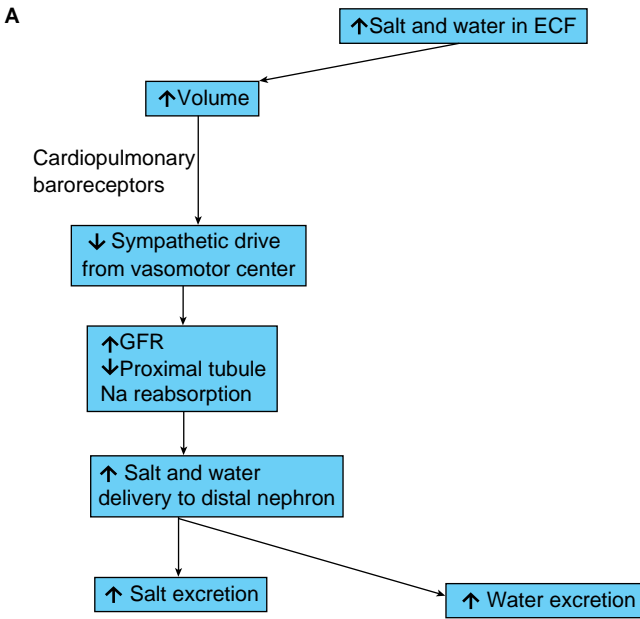 A
↑Salt and water in ECF
↑Volume
Cardiopulmonary
baroreceptors
↓ Sympathetic drive
from vasomotor center
↑GFR
↓Proximal tubule
Na reabsorption
↑ Salt and water
delivery to distal nephron
↑ Salt excretion
↑ Water excretion